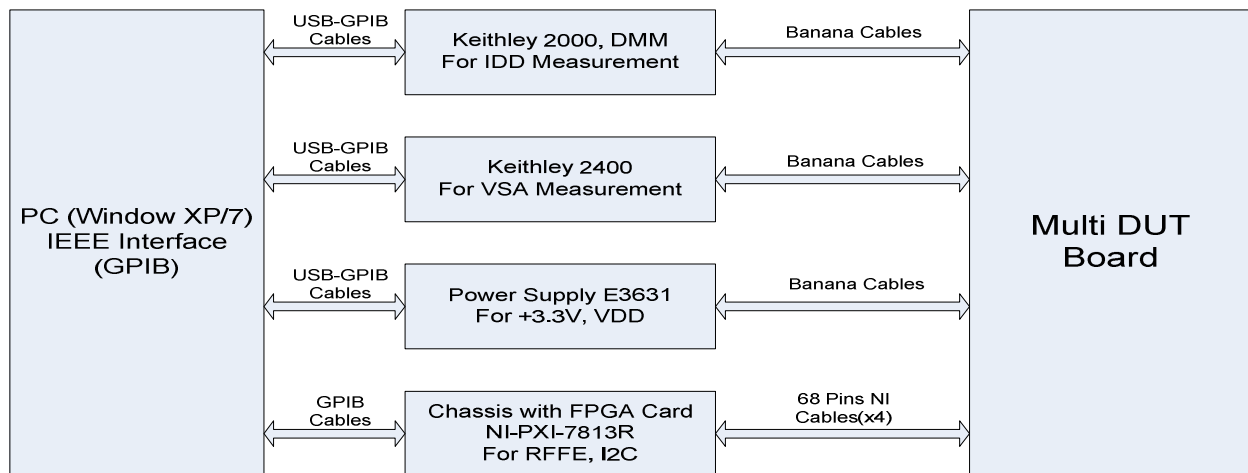 PC (Window XP/7)
IEEE Interface
(GPIB)
USB-GPIB
Cables
Keithley 2000, DMM
For IDD Measurement
Banana Cables
USB-GPIB
Cables
Keithley 2400
For VSA Measurement
Banana Cables
USB-GPIB
Cables
Power Supply E3631
For +3.3V, VDD
Banana Cables
GPIB
Cables
Chassis with FPGA Card
NI-PXI-7813R
For RFFE, I2C
68 Pins NI
Cables(x4)
Multi DUT
Board